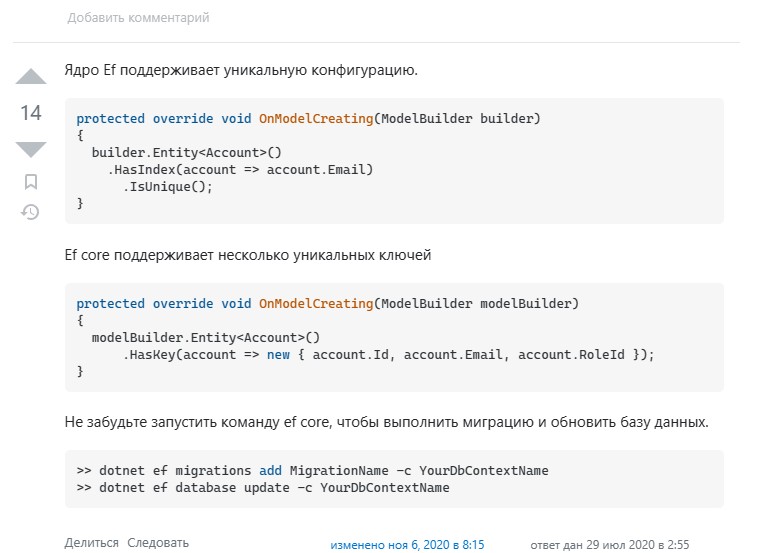 Добавить комментарий
Ядро Ef поддерживает уникальную конфигурацию.
14
protected override void OnModelCreating(ModelBuilder builder)
{
  builder.Entity<Account>()
    .HasIndex(account => account.Email)
      .IsUnique();
}
Ef core поддерживает несколько уникальных ключей
protected override void OnModelCreating(ModelBuilder modelBuilder)
{
  modelBuilder.Entity<Account>()
      .HasKey(account => new { account.Id, account.Email, account.RoleId });
}
Не забудьте запустить команду ef core, чтобы выполнить миграцию и обновить базу данных.
>> dotnet ef migrations add MigrationName -c YourDbContextName
>> dotnet ef database update -c YourDbContextName
Делиться Следовать изменено ноя 6, 2020 в 8:15 ответ дан 29 июл 2020 в 2:55